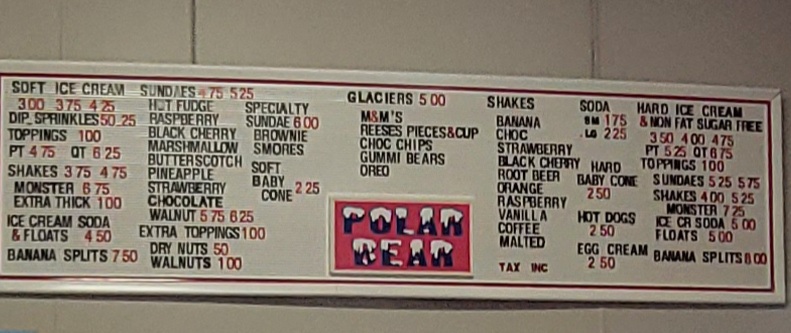 SOFT ICE CREAM
3 00 3 75 4 25
DIP SPRINKLES 50 25
TOPPINGS 1 00
PT 4 75 QT 6 25
SHAKES 3 75 4 75
MONSTER 6 75
EXTRA THICK 1 00
ICE CREAM SODA
& FLOATS 4 50
BANANA SPLITS 7 50
SUNDAES 4 75 5 25
HOT FUDGE
RASPBERRY
BLACK CHERRY
MARSHMALLOW
BUTTERSCOTCH
PINEAPPLE
STRAWBERRY
CHOCOLATE
WALNUT 5 75 6 25
EXTRA TOPPINGS 1 00
DRY NUTS 50
WALNUTS 1 00
SPECIALTY
SUNDAE 6 00
BROWNIE
SMORES
SOFT
BABY
CONE 2 25
GLACIERS 5 00
M&M'S
REESES PIECES&CUP
CHOC CHIPS
GUMMI BEARS
OREO
POLAR
BEAR
SHAKES
BANANA
CHOC
STRAWBERRY
BLACK CHERRY
ROOT BEER
ORANGE
RASPBERRY
VANILLA
COFFEE
MALTED
TAX INC
SODA
SM 1 75
LG 2 25
HARD
BABY CONE
2 50
HOT DOGS
2 50
EGG CREAM
2 50
HARD ICE CREAM
& NON FAT SUGAR FREE
3 50 4 00 4 75
PT 5 25 QT 6 75
TOPPINGS 1 00
SUNDAES 5 25 5 75
SHAKES 4 00 5 25
MONSTER 7 25
ICE CR SODA 5 00
FLOATS 5 00
BANANA SPLITS 8 00